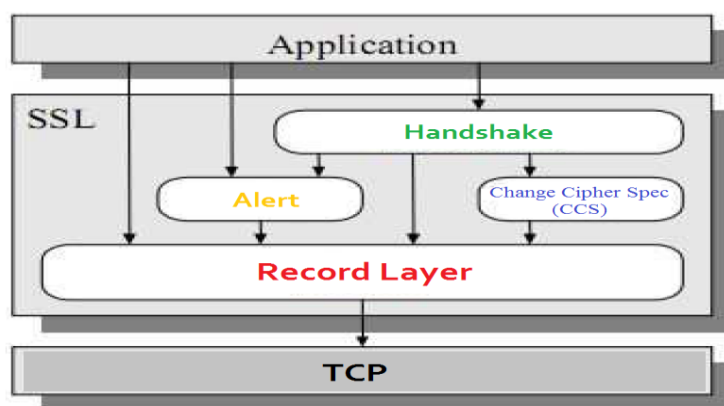 Application
SSL
Handshake
Alert
Change Cipher Spec
(CCS)
Record Layer
TCP